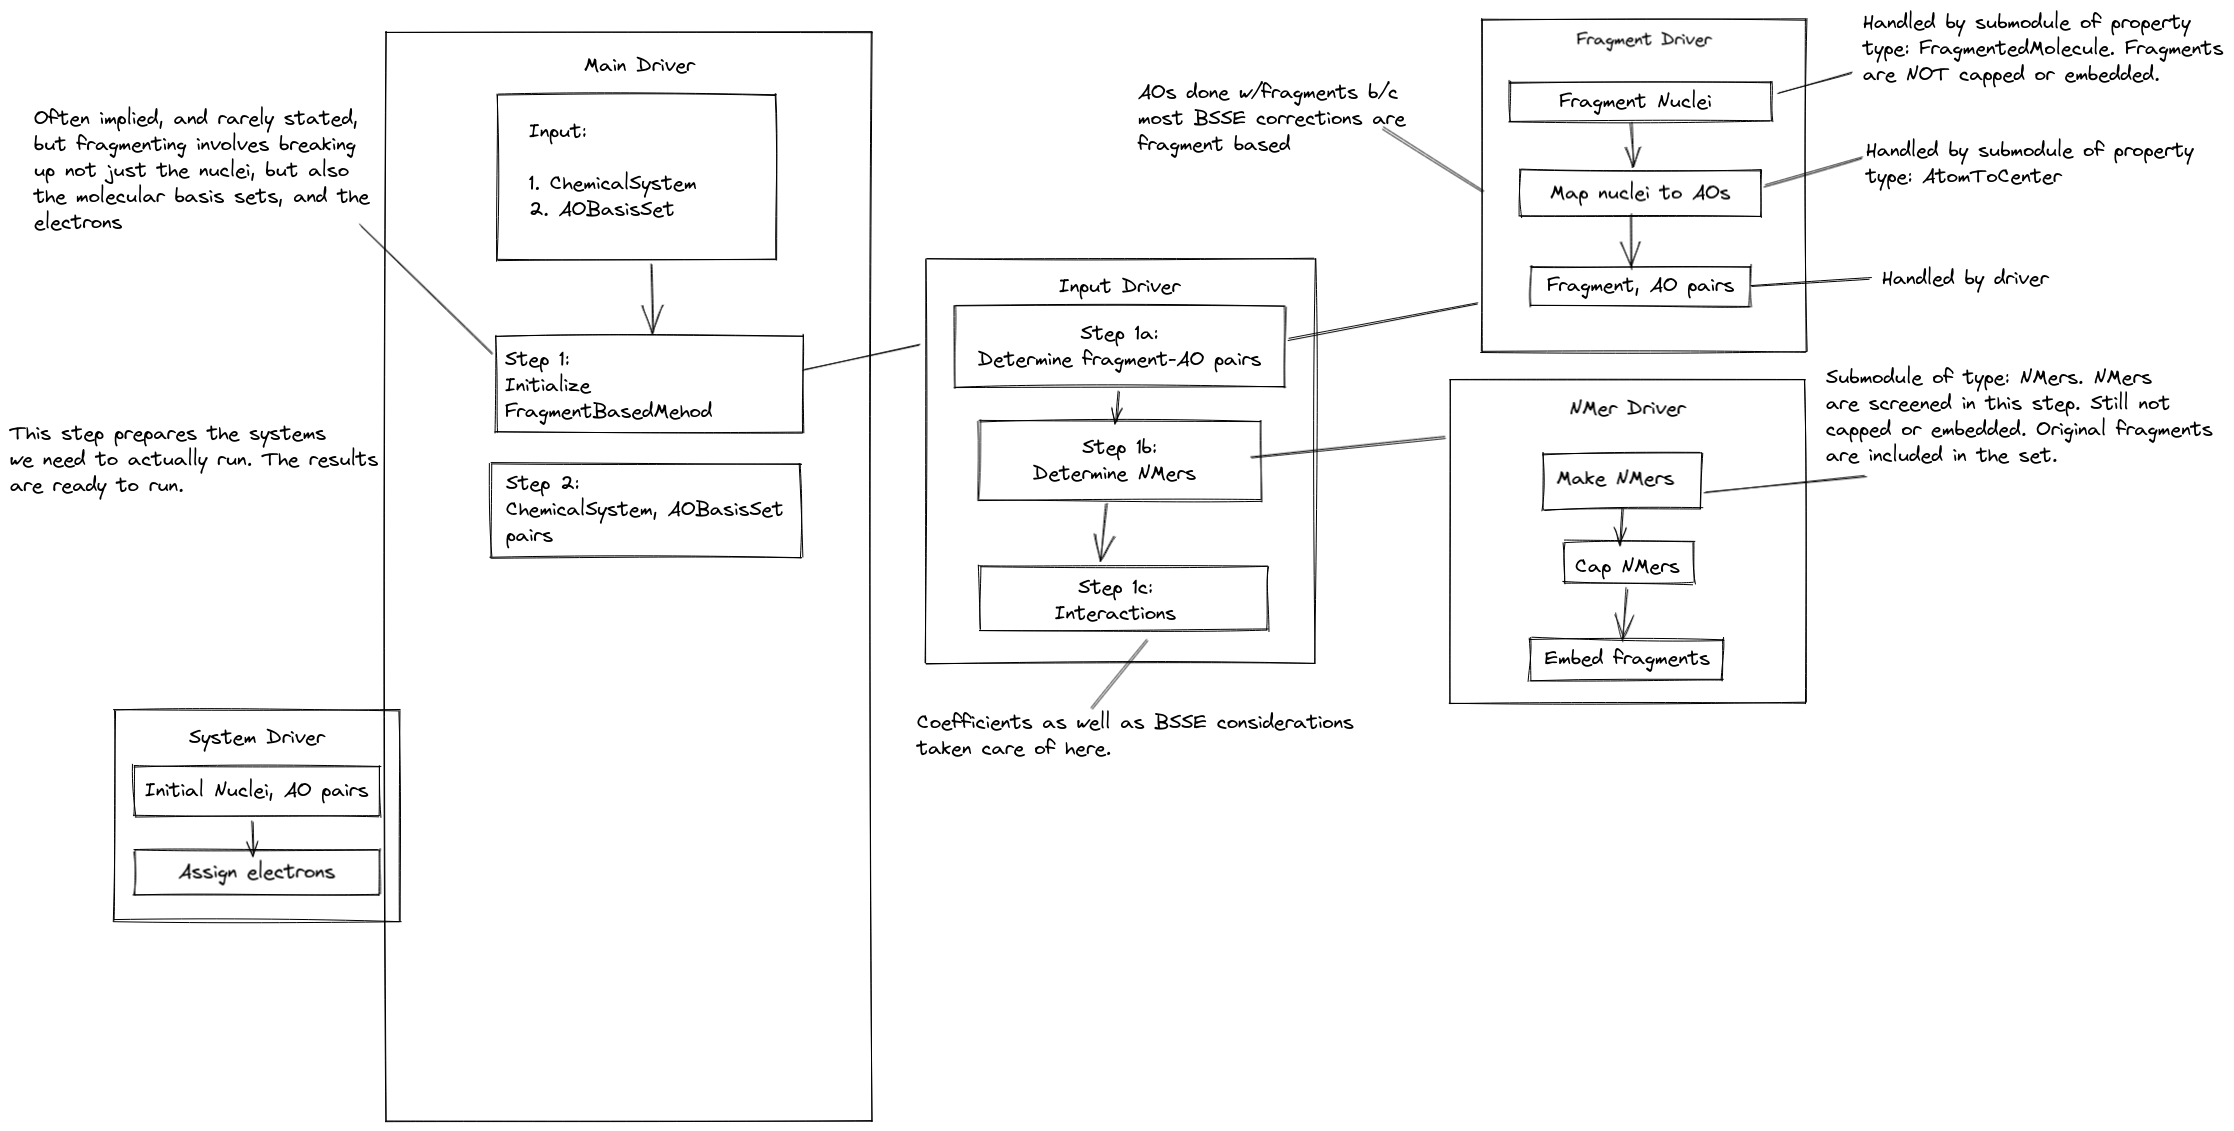 Often implied, and rarely stated,
but fragmenting involves breaking
up not just the nuclei, but also
the molecular basis sets, and the
electrons
This step prepares the systems
we need to actually run. The results
are ready to run.
System Driver
Initial Nuclei, AO pairs
Assign electrons
Main Driver
Input:
1. ChemicalSystem
2. AOBasisSet
Step 1:
Initialize
FragmentBasedMehod
Step 2:
ChemicalSystem, AOBasisSet
pairs
Input Driver
Step 1a:
Determine fragment-AO pairs
Step 1b:
Determine NMers
Step 1c:
Interactions
Coefficients as well as BSSE considerations
taken care of here.
AOs done w/fragments b/c
most BSSE corrections are
fragment based
Fragment Driver
Fragment Nuclei
Map nuclei to AOs
Fragment, AO pairs
Handled by submodule of property
type: FragmentedMolecule. Fragments
are NOT capped or embedded.
Handled by submodule of property
type: AtomToCenter
Handled by driver
NMer Driver
Make NMers
Cap NMers
Embed fragments
Submodule of type: NMers. NMers
are screened in this step. Still not
capped or embedded. Original fragments
are included in the set.